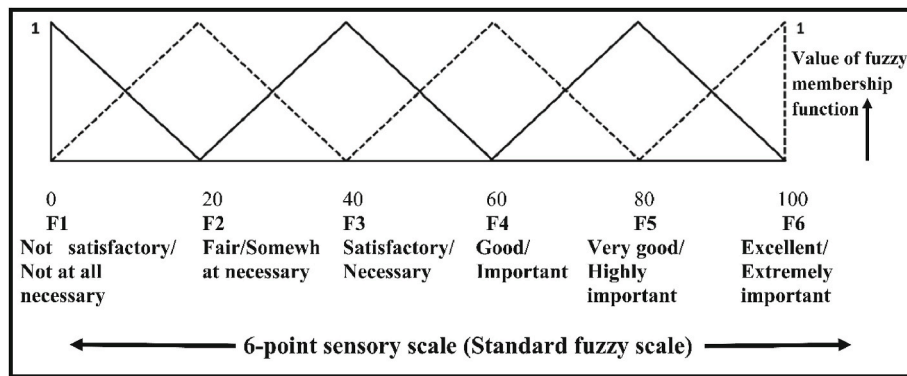 1
1
Value of fuzzy
membership
function
0 20 40 60 80 100
F1 F2 F3 F4 F5 F6
Not satisfactory/ Fair/Somewh Satisfactory/ Good/ Very good/ Excellent/
Not at all at necessary) Necessary) Important) Highly Extremely
necessary) important) important)
6-point sensory scale (Standard fuzzy scale)